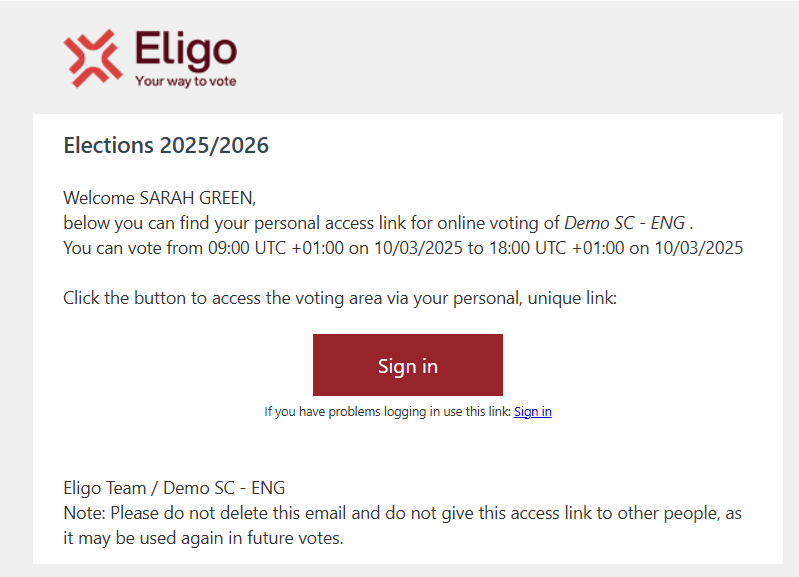 Eligo
Your way to vote
Elections 2025/2026
Welcome SARAH GREEN,
below you can find your personal access link for online voting of Demo SC - ENG .
You can vote from 09:00 UTC +01:00 on 10/03/2025 to 18:00 UTC +01:00 on 10/03/2025
Click the button to access the voting area via your personal, unique link:
Sign in
If you have problems logging in use this link: Sign in
Eligo Team / Demo SC - ENG
Note: Please do not delete this email and do not give this access link to other people, as
it may be used again in future votes.